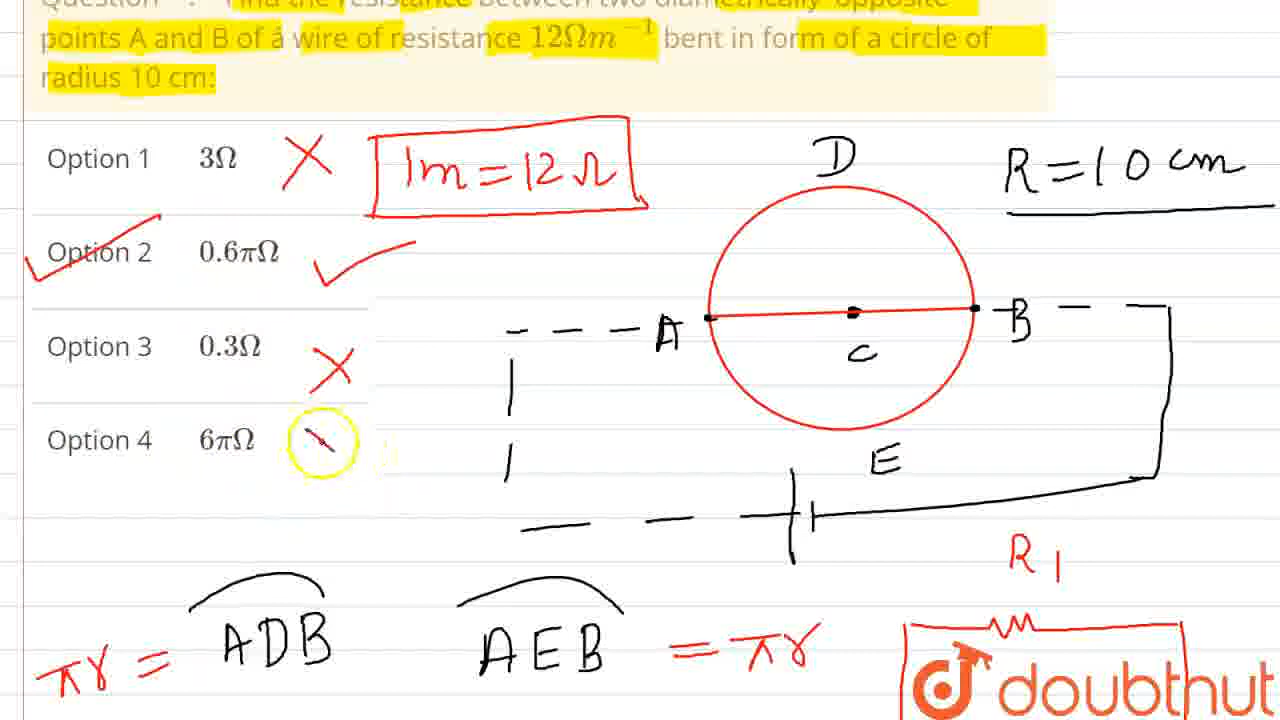 Question : Find the resistance between two diametrically opposite
points A and B of a wire of resistance 12Ωm⁻¹ bent in form of a circle of
radius 10 cm:
Option 1 3Ω
1m = 12 Ω
D
R = 10 cm
Option 2 0.6πΩ
A
B
C
Option 3 0.3Ω
Option 4 6πΩ
E
R1
πr = ADB
AEB = πr
doubtnut